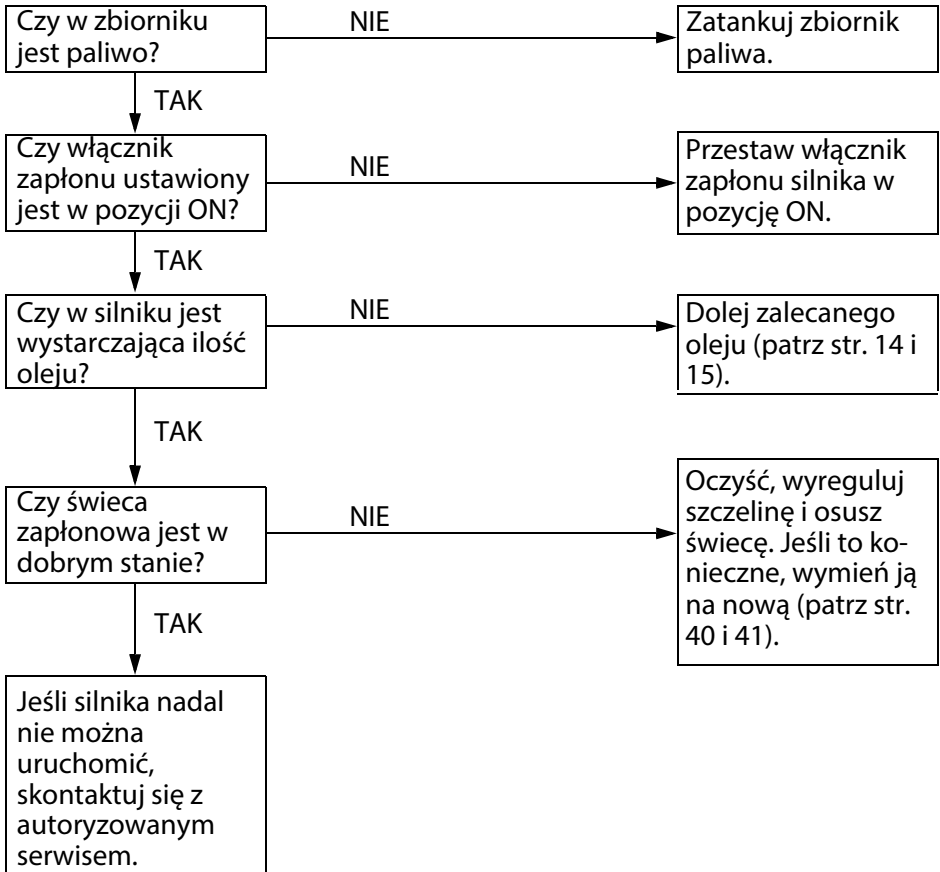 Czy w zbiorniku
jest paliwo?
NIE
Zatankuj zbiornik
paliwa.
TAK
Czy włącznik
zapłonu ustawiony
jest w pozycji ON?
NIE
Przestaw włącznik
zapłonu silnika w
pozycję ON.
TAK
Czy w silniku jest
wystarczająca ilość
oleju?
NIE
Dolej zalecanego
oleju (patrz str. 14 i
15).
TAK
Czy świeca
zapłonowa jest w
dobrym stanie?
NIE
Oczyść, wyreguluj
szczelinę i osusz
świecę. Jeśli to ko-
nieczne, wymień ją
na nową (patrz str.
40 i 41).
TAK
Jeśli silnika nadal
nie można
uruchomić,
skontaktuj się z
autoryzowanym
serwisem.